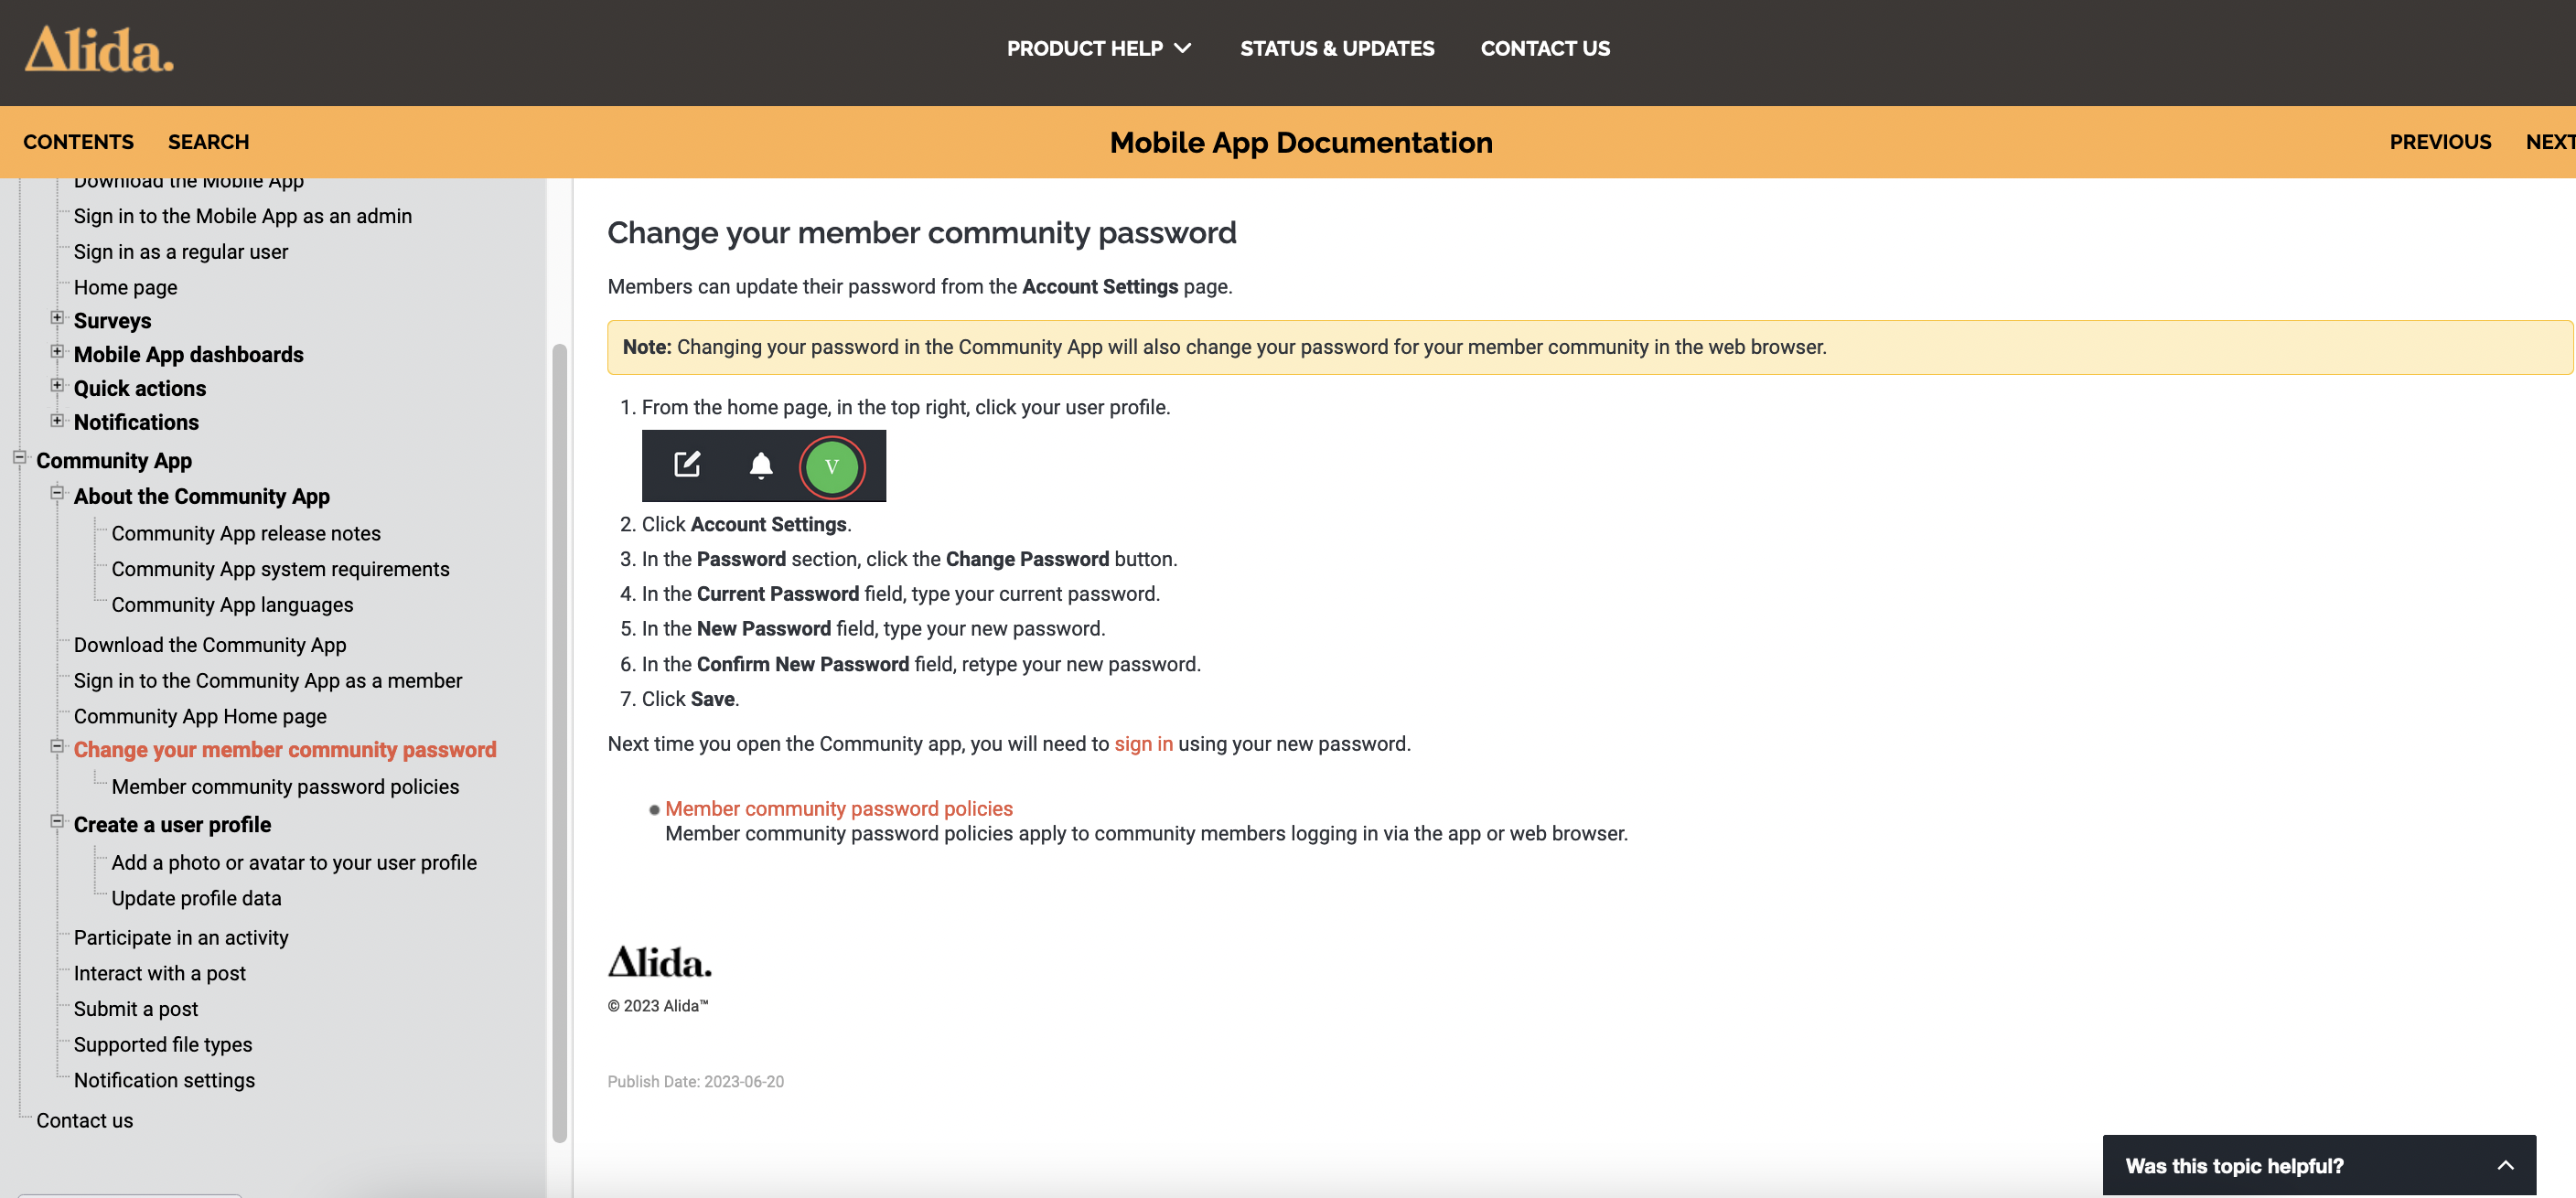 Alida.
PRODUCT HELP
STATUS & UPDATES
CONTACT US
CONTENTS
SEARCH
Mobile App Documentation
PREVIOUS
NEXT
Download the Mobile App
Sign in to the Mobile App as an admin
Sign in as a regular user
Home page
Surveys
Mobile App dashboards
Quick actions
Notifications
Community App
About the Community App
Community App release notes
Community App system requirements
Community App languages
Download the Community App
Sign in to the Community App as a member
Community App Home page
Change your member community password
Member community password policies
Create a user profile
Add a photo or avatar to your user profile
Update profile data
Participate in an activity
Interact with a post
Submit a post
Supported file types
Notification settings
Contact us
Change your member community password
Members can update their password from the Account Settings page.
Note: Changing your password in the Community App will also change your password for your member community in the web browser.
1. From the home page, in the top right, click your user profile.
V
2. Click Account Settings.
3. In the Password section, click the Change Password button.
4. In the Current Password field, type your current password.
5. In the New Password field, type your new password.
6. In the Confirm New Password field, retype your new password.
7. Click Save.
Next time you open the Community app, you will need to sign in using your new password.
Member community password policies
Member community password policies apply to community members logging in via the app or web browser.
Alida.
© 2023 Alida™
Publish Date: 2023-06-20
Was this topic helpful?